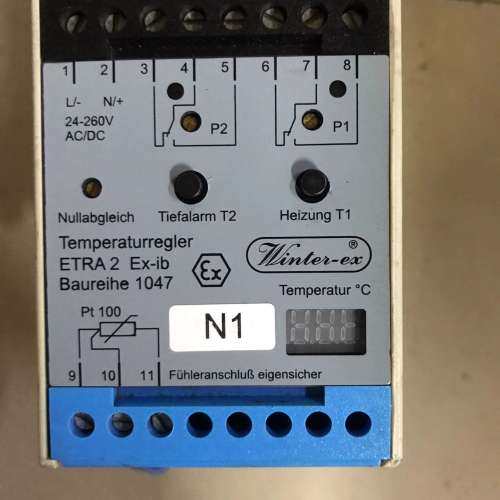 1 2 3 4 5 6 7 8
L/- N/+
24-260V
AC/DC
P2
P1
Nullabgleich Tiefalarm T2 Heizung T1
Temperaturregler
ETRA 2 Ex-ib
Baureihe 1047
Ex
Winter-ex ®
Temperatur °C
Pt 100
N1
9 10 11 Fühleranschluß eigensicher